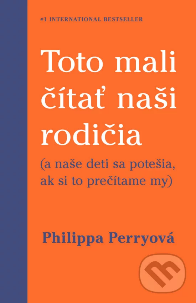 #1 INTERNATIONAL BESTSELLER
Toto mali
čítať naši
rodičia
(a naše deti sa potešia,
ak si to prečítame my)
Philippa Perryová
Martinus